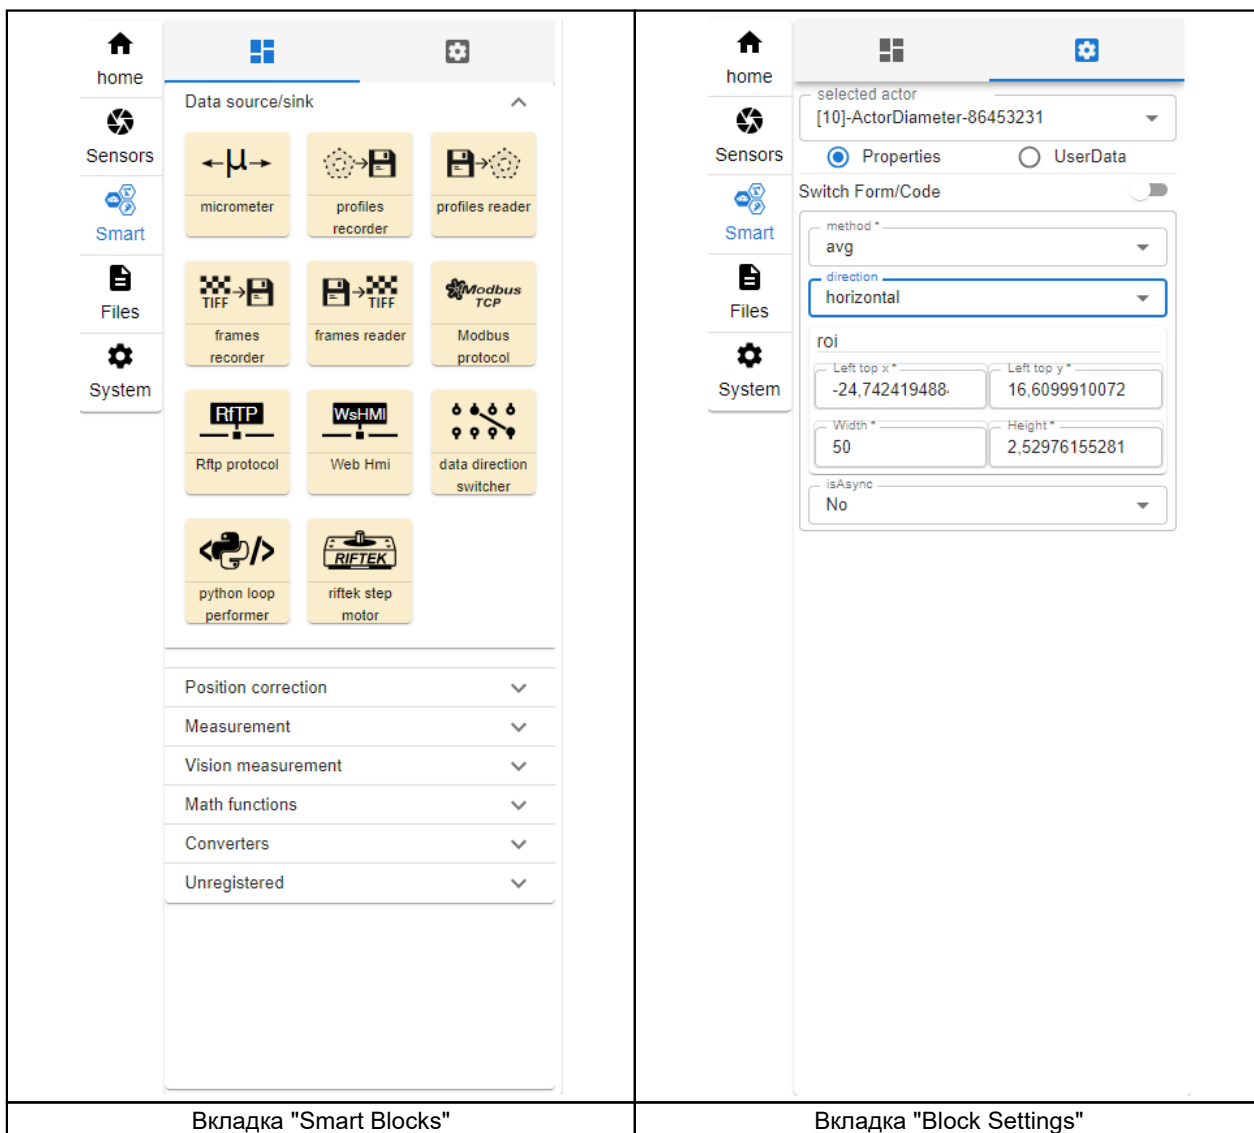 home
Sensors
Smart
Files
System
Data source/sink
←µ→
micrometer
profiles
recorder
profiles reader
TIFF
frames
recorder
TIFF
frames reader
Modbus
TCP
Modbus
protocol
RfTP
Rftp protocol
WsHMI
Web Hmi
data direction
switcher
</>
python loop
performer
RIFTEK
riftek step
motor
Position correction
Measurement
Vision measurement
Math functions
Converters
Unregistered
Вкладка "Smart Blocks"
home
Sensors
Smart
Files
System
selected actor
[10]-ActorDiameter-86453231
Properties
UserData
Switch Form/Code
method *
avg
direction
horizontal
roi
Left top x *
-24,742419488
Left top y *
16,6099910072
Width *
50
Height *
2,52976155281
isAsync
No
Вкладка "Block Settings"